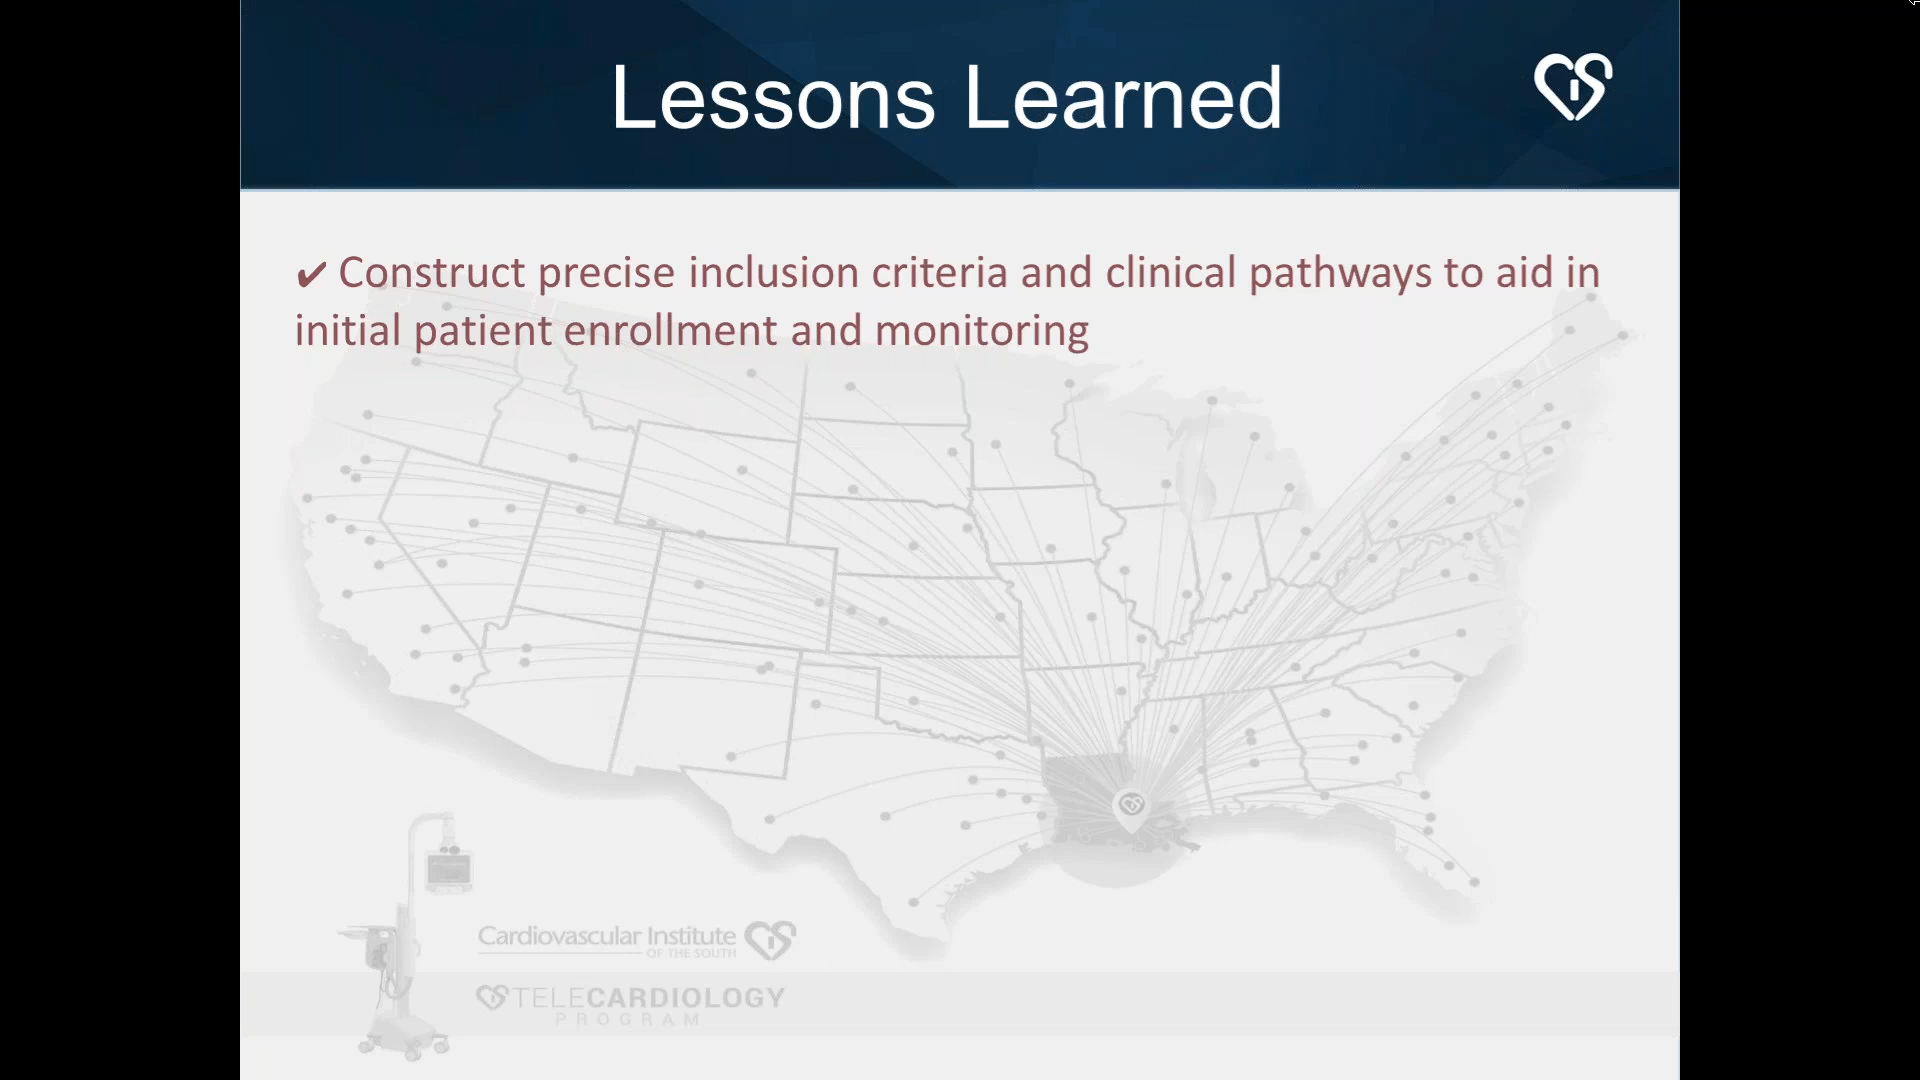 Lessons Learned
✔ Construct precise inclusion criteria and clinical pathways to aid in
initial patient enrollment and monitoring
Cardiovascular Institute
OF THE SOUTH
TELECARDIOLOGY
PROGRAM